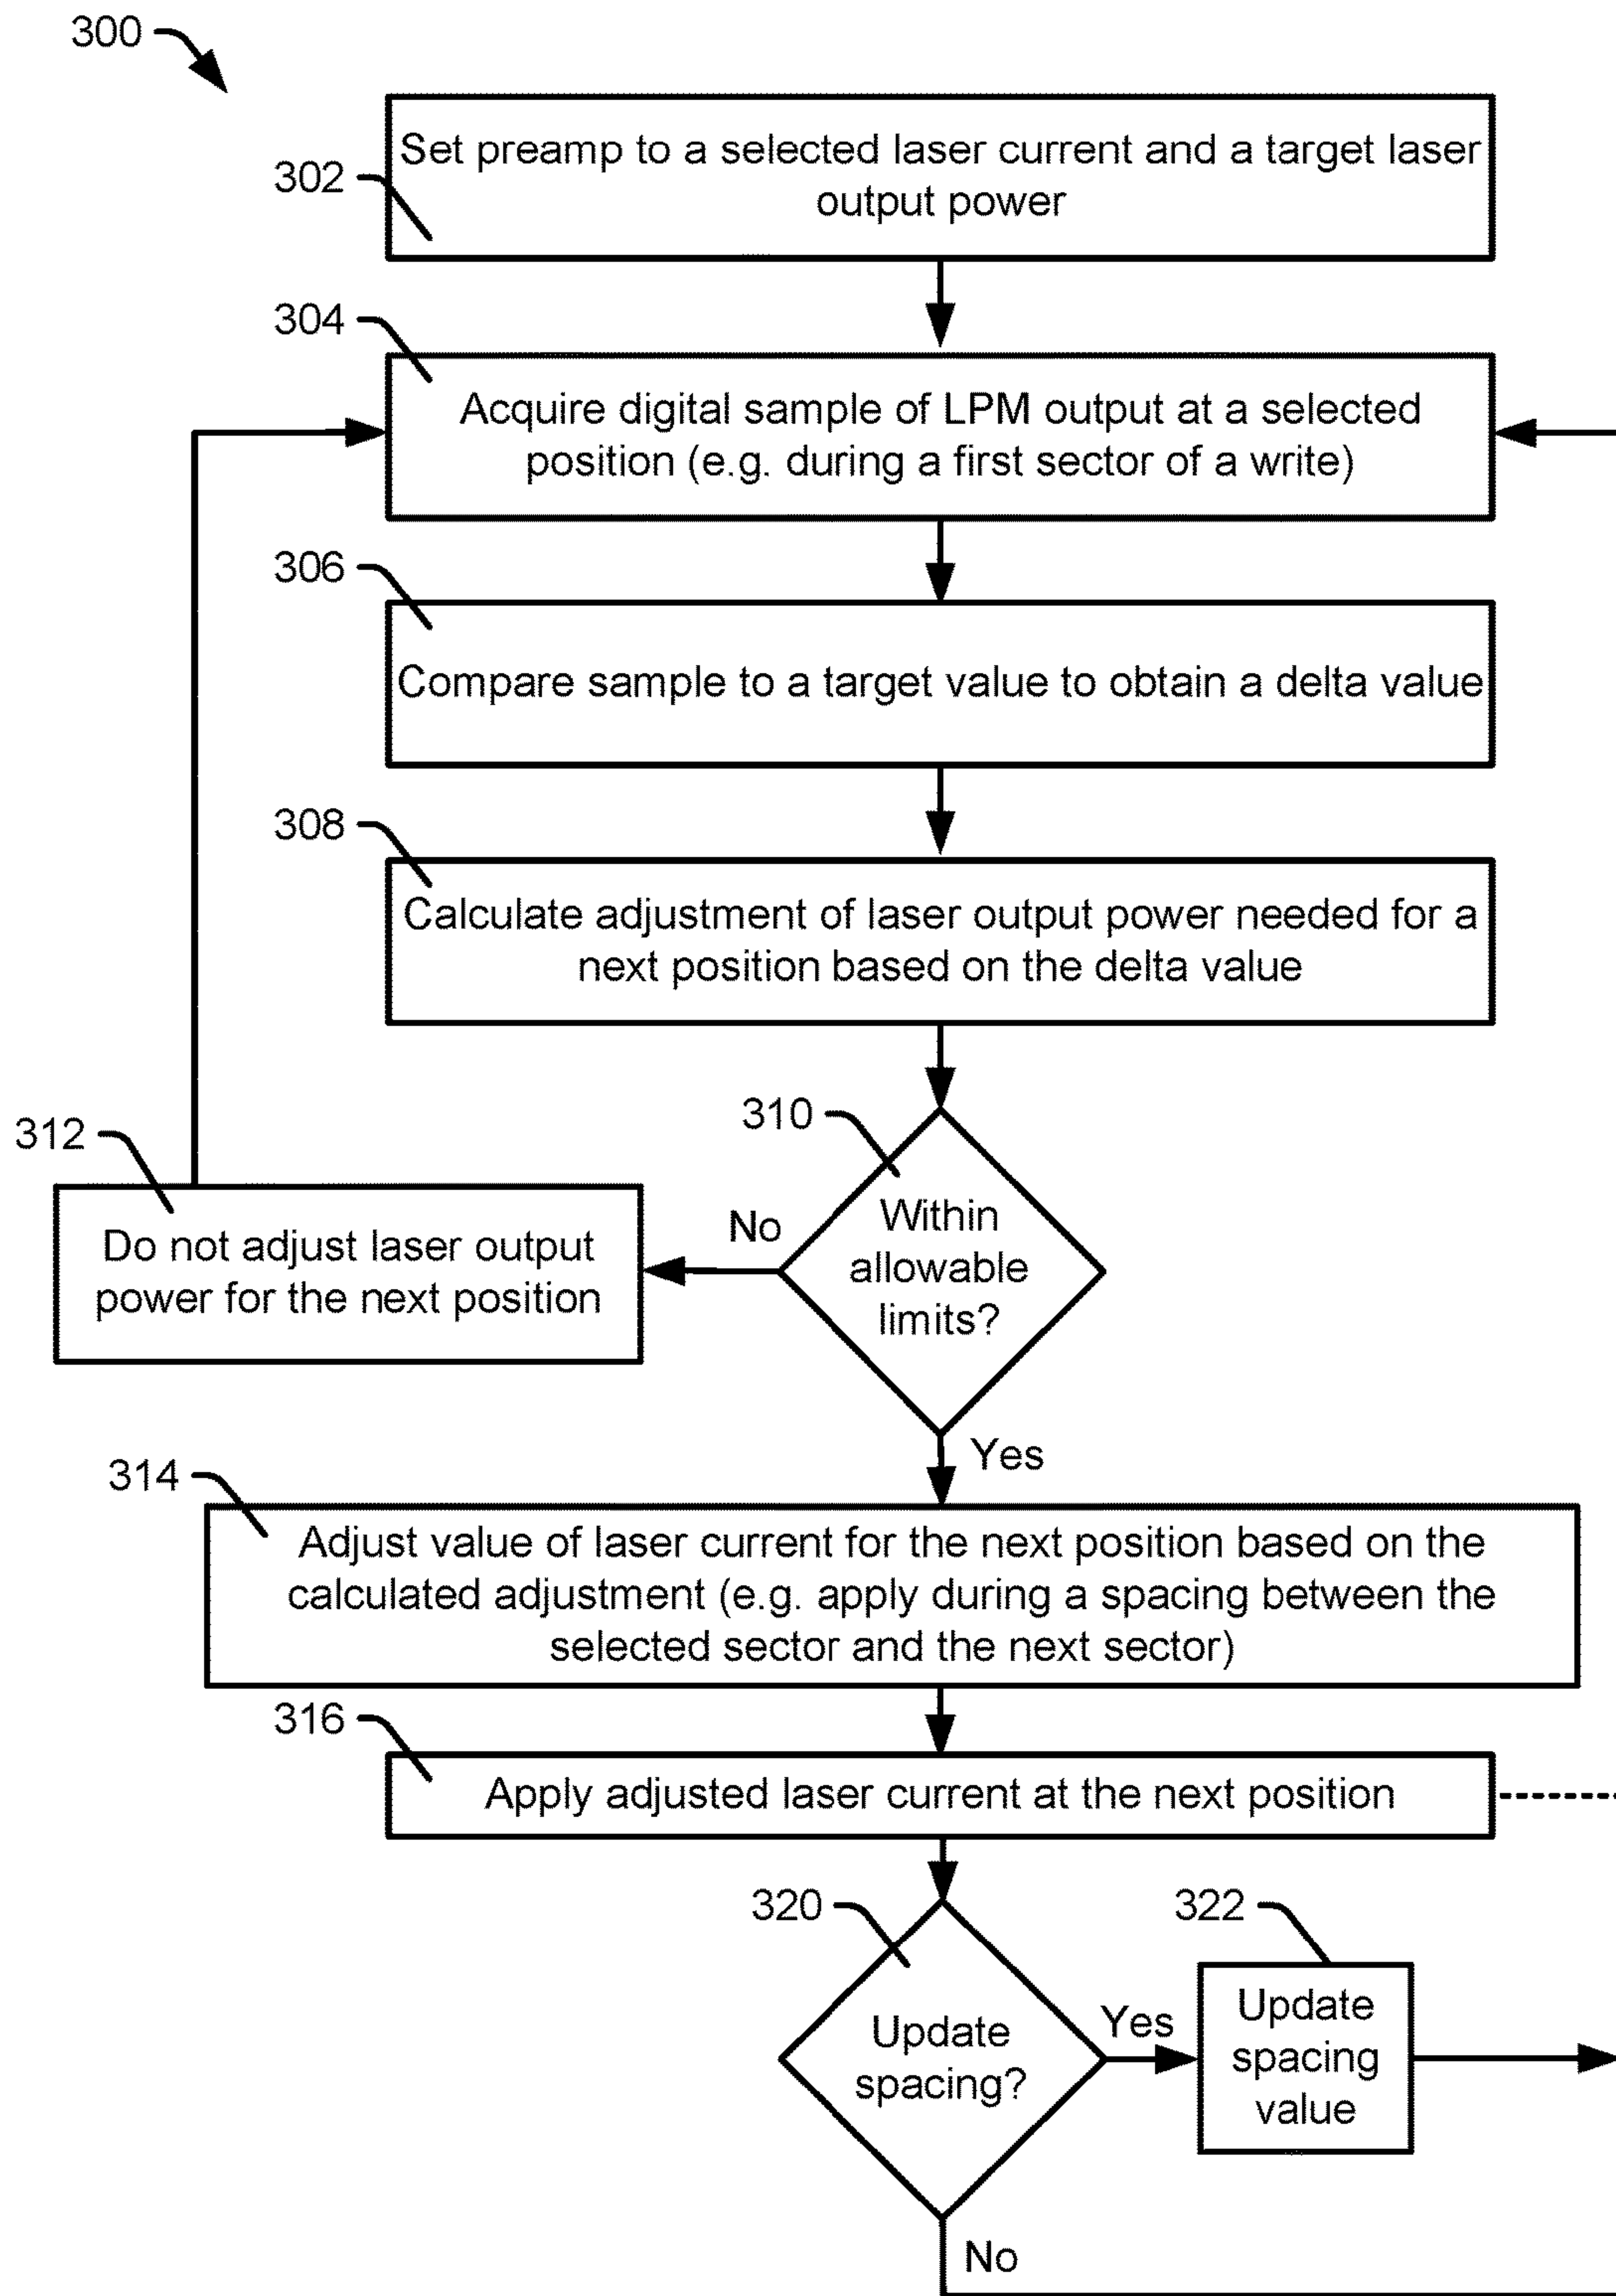 300
302
Set preamp to a selected laser current and a target laser
output power
304
Acquire digital sample of LPM output at a selected
position (e.g. during a first sector of a write)
306
Compare sample to a target value to obtain a delta value
308
Calculate adjustment of laser output power needed for a
next position based on the delta value
310
Within
allowable
limits?
No
312
Do not adjust laser output
power for the next position
Yes
314
Adjust value of laser current for the next position based on the
calculated adjustment (e.g. apply during a spacing between the
selected sector and the next sector)
316
Apply adjusted laser current at the next position
320
Update
spacing?
Yes
322
Update
spacing
value
No